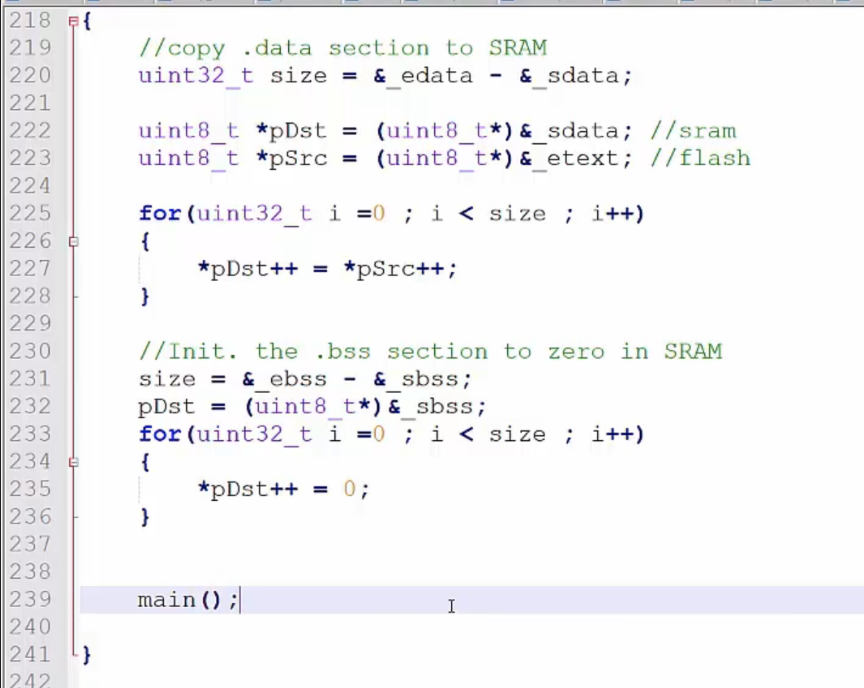 218 {
219 //copy .data section to SRAM
220 uint32_t size = &_edata - &_sdata;
221
222 uint8_t *pDst = (uint8_t*)&_sdata; //sram
223 uint8_t *pSrc = (uint8_t*)&_etext; //flash
224
225 for(uint32_t i =0 ; i < size ; i++)
226 {
227 *pDst++ = *pSrc++;
228 }
229
230 //Init. the .bss section to zero in SRAM
231 size = &_ebss - &_sbss;
232 pDst = (uint8_t*)&_sbss;
233 for(uint32_t i =0 ; i < size ; i++)
234 {
235 *pDst++ = 0;
236 }
237
238
239 main();
240
241 }
242